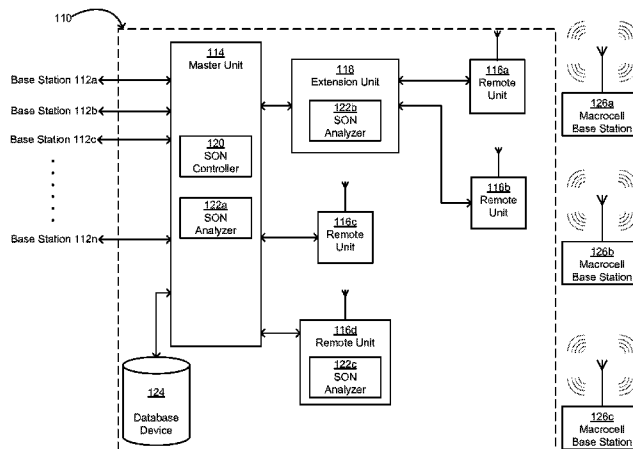 110
114
Master Unit
118
Extension Unit
122b
SON
Analyzer
116a
Remote
Unit
126a
Macrocell
Base Station
Base Station 112a
Base Station 112b
Base Station 112c
Base Station 112n
120
SON
Controller
122a
SON
Analyzer
116b
Remote
Unit
116c
Remote
Unit
126b
Macrocell
Base Station
116d
Remote Unit
122c
SON
Analyzer
124
Database
Device
126c
Macrocell
Base Station